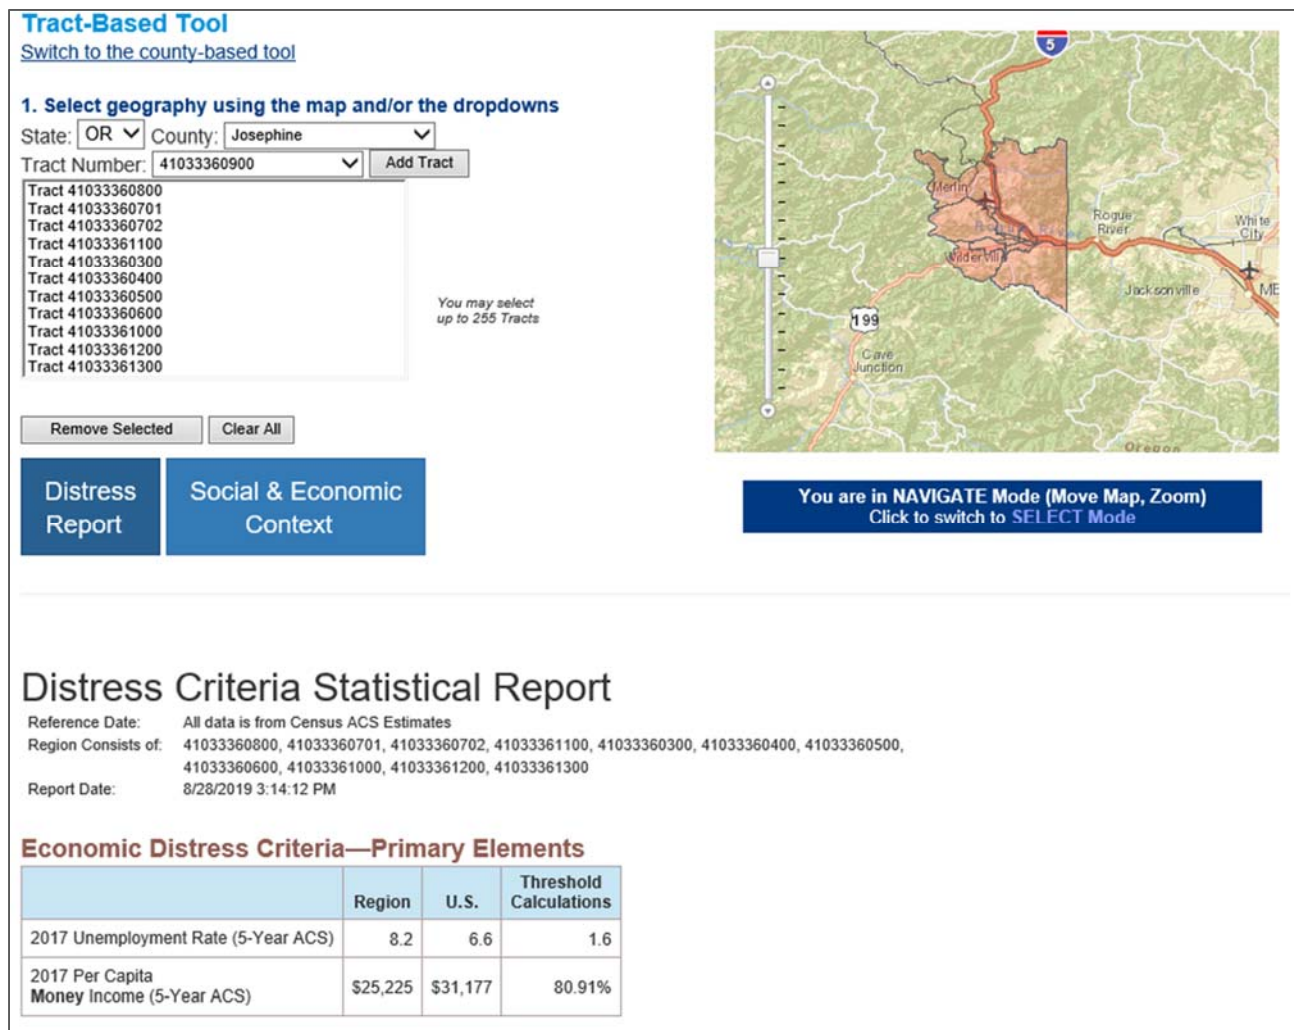 Tract-Based Tool
Switch to the county-based tool
1. Select geography using the map and/or the dropdowns
State: OR County: Josephine
Tract Number: 41033360900 Add Tract
Tract 41033360800
Tract 41033360701
Tract 41033360702
Tract 41033361100
Tract 41033360300
Tract 41033360400
Tract 41033360500
Tract 41033360600
Tract 41033361000
Tract 41033361200
Tract 41033361300
You may select
up to 255 Tracts
Remove Selected Clear All
Distress
Report
Social & Economic
Context
5
Merlin
Rogue River
Wilderville
Rogue
River
White
City
Jacksonville
ME
199
Cave
Junction
Oregon
You are in NAVIGATE Mode (Move Map, Zoom)
Click to switch to SELECT Mode
Distress Criteria Statistical Report
Reference Date: All data is from Census ACS Estimates
Region Consists of: 41033360800, 41033360701, 41033360702, 41033361100, 41033360300, 41033360400, 41033360500,
41033360600, 41033361000, 41033361200, 41033361300
Report Date: 8/28/2019 3:14:12 PM
Economic Distress Criteria—Primary Elements
Region U.S. Threshold
Calculations
2017 Unemployment Rate (5-Year ACS) 8.2 6.6 1.6
2017 Per Capita
Money Income (5-Year ACS) $25,225 $31,177 80.91%